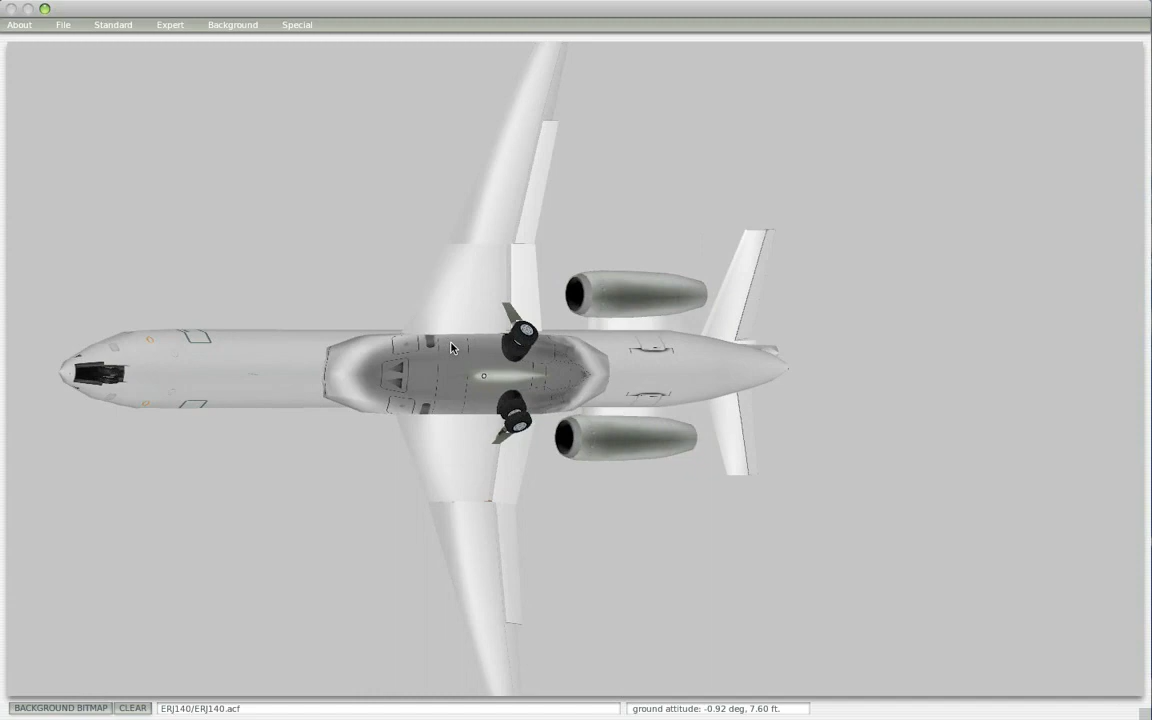 About File Standard Expert Background Special
BACKGROUND BITMAP CLEAR ERJ140/ERJ140.acf ground attitude: -0.92 deg, 7.60 ft.